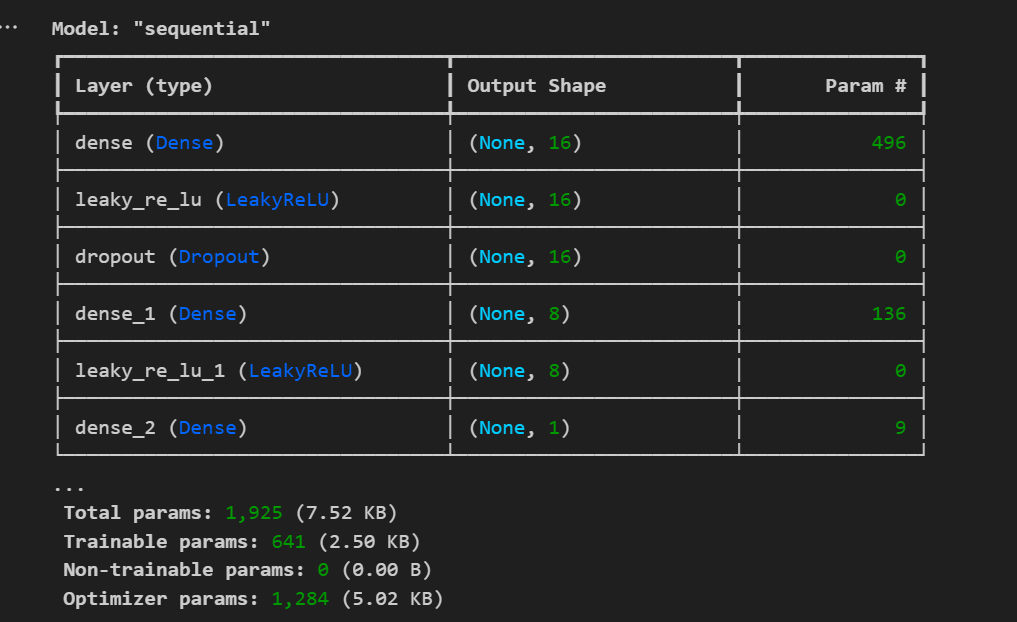 ...
Model: "sequential"
Layer (type) Output Shape Param #
dense (Dense) (None, 16) 496
leaky_re_lu (LeakyReLU) (None, 16) 0
dropout (Dropout) (None, 16) 0
dense_1 (Dense) (None, 8) 136
leaky_re_lu_1 (LeakyReLU) (None, 8) 0
dense_2 (Dense) (None, 1) 9
...
Total params: 1,925 (7.52 KB)
Trainable params: 641 (2.50 KB)
Non-trainable params: 0 (0.00 B)
Optimizer params: 1,284 (5.02 KB)